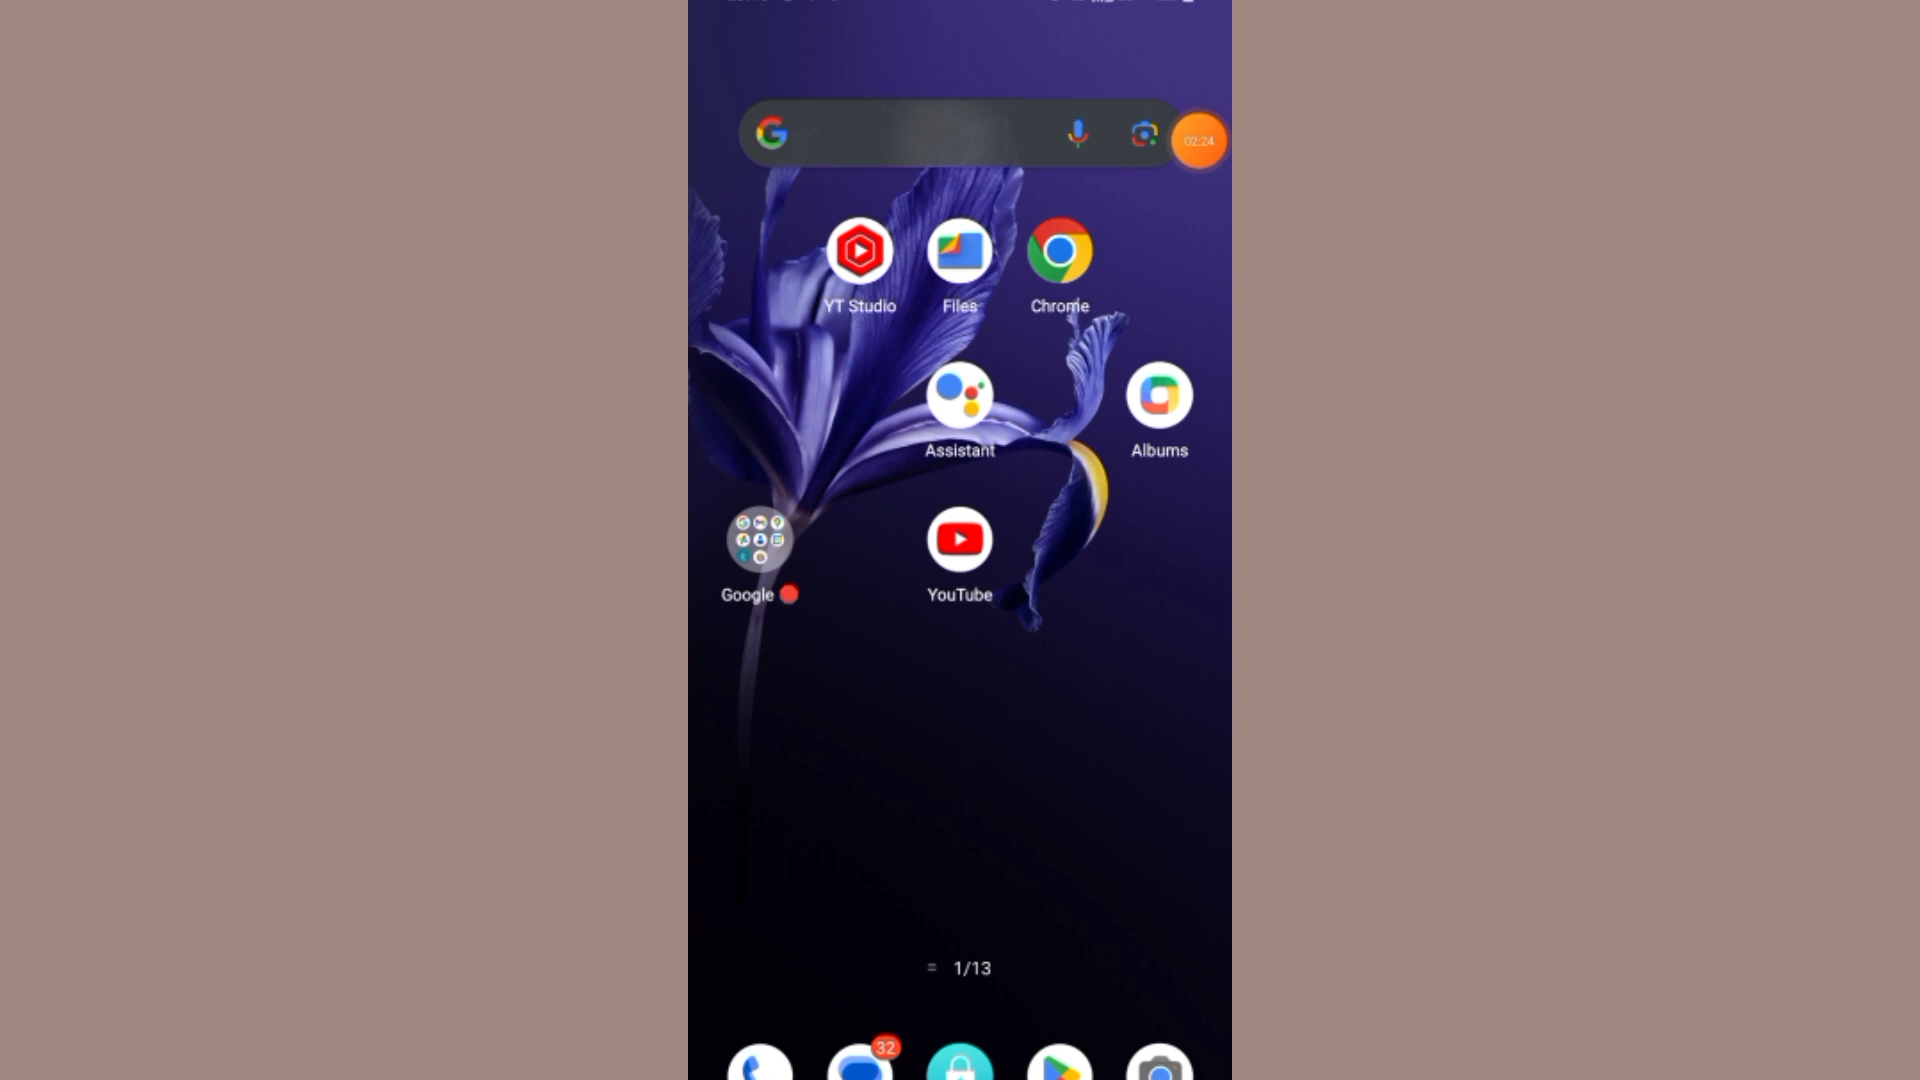 02:24
YT Studio
Files
Chrome
Assistant
Albums
Google
YouTube
= 1/13
32